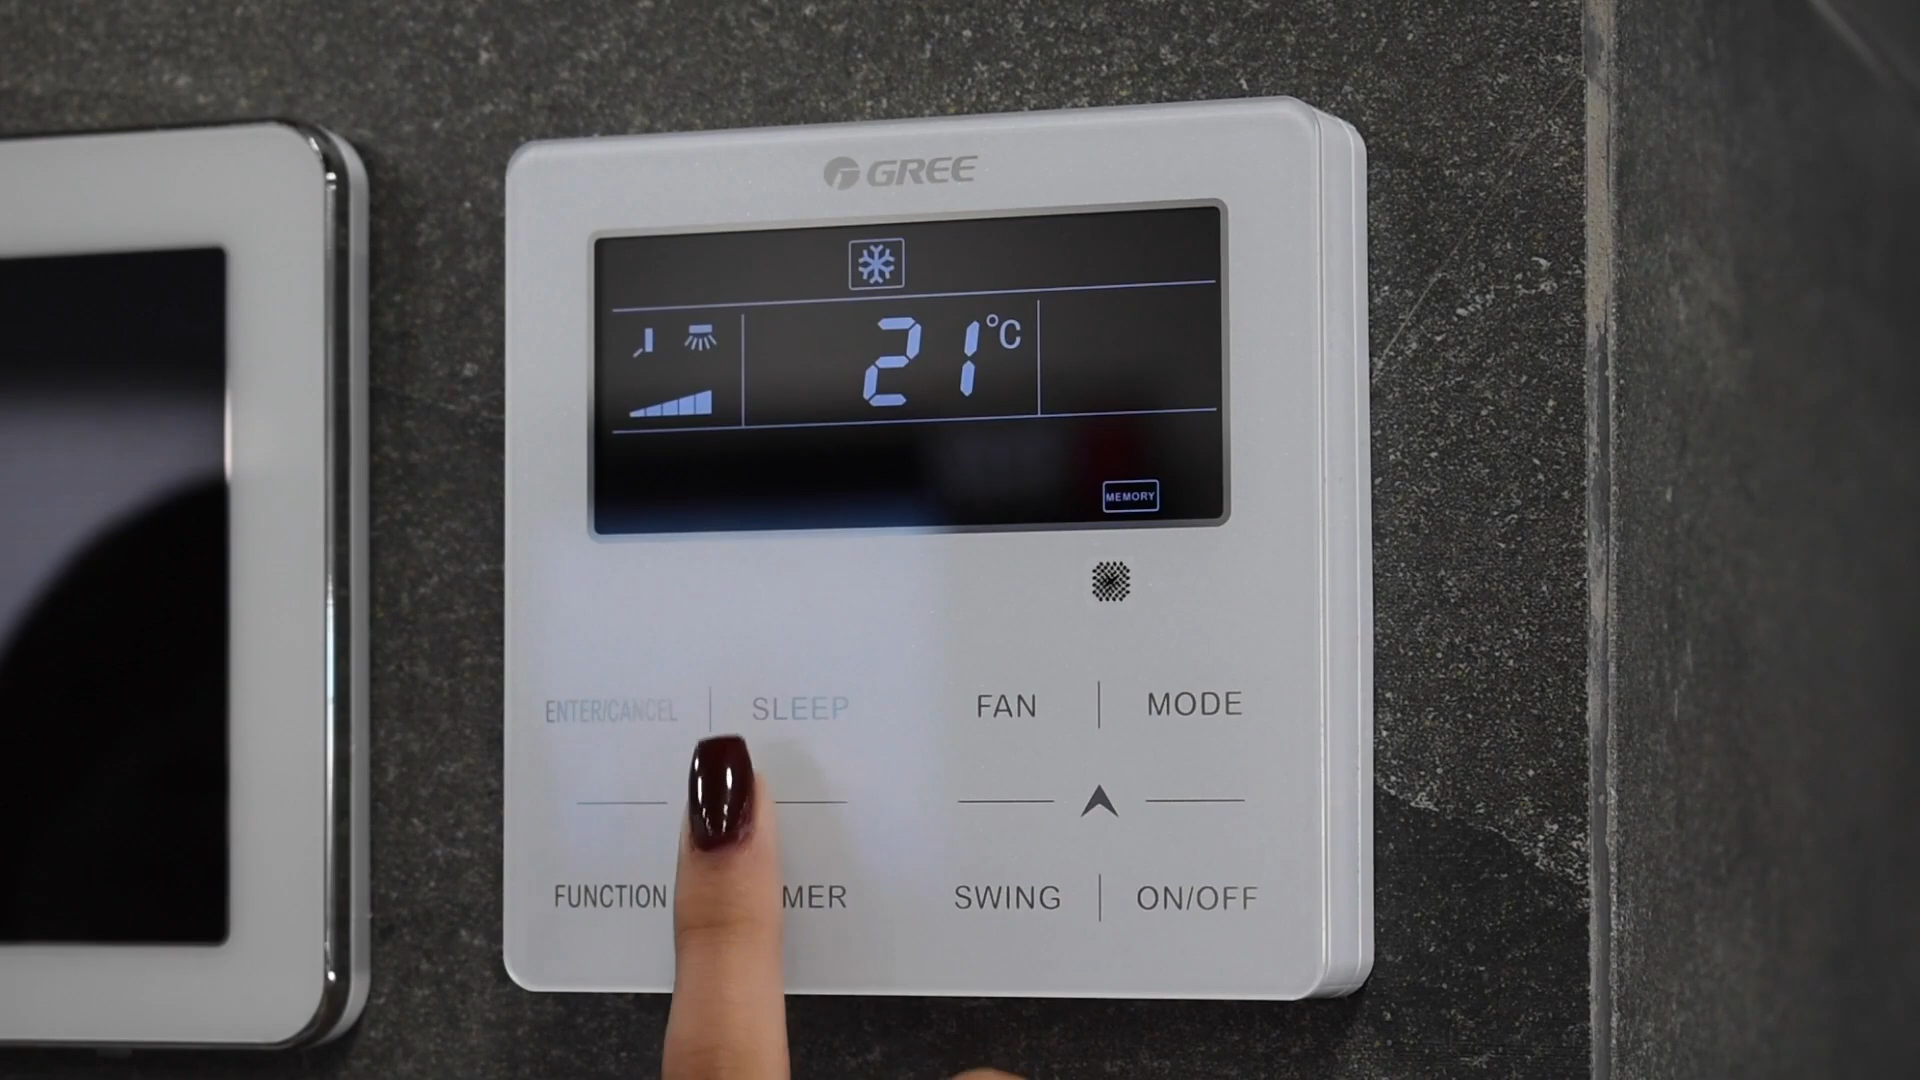 GREE
21°C
MEMORY
ENTER/CANCEL SLEEP FAN MODE
FUNCTION MER SWING ON/OFF